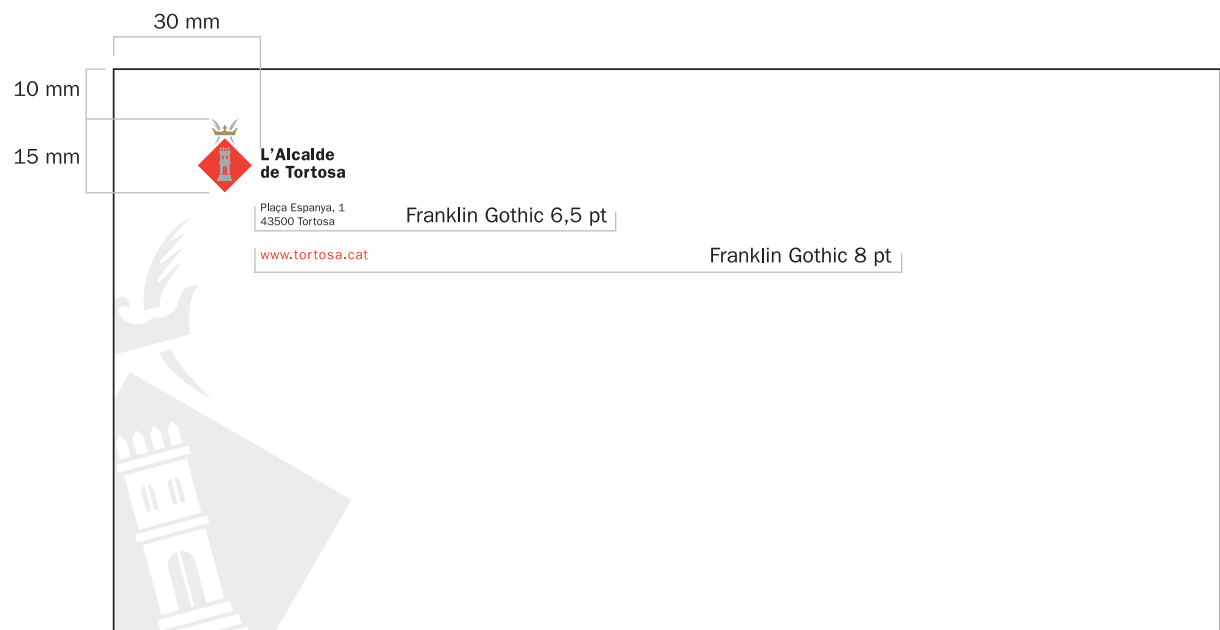 30 mm
10 mm
15 mm
L'Alcalde
de Tortosa
Plaça Espanya, 1
43500 Tortosa
Franklin Gothic 6,5 pt
www.tortosa.cat
Franklin Gothic 8 pt